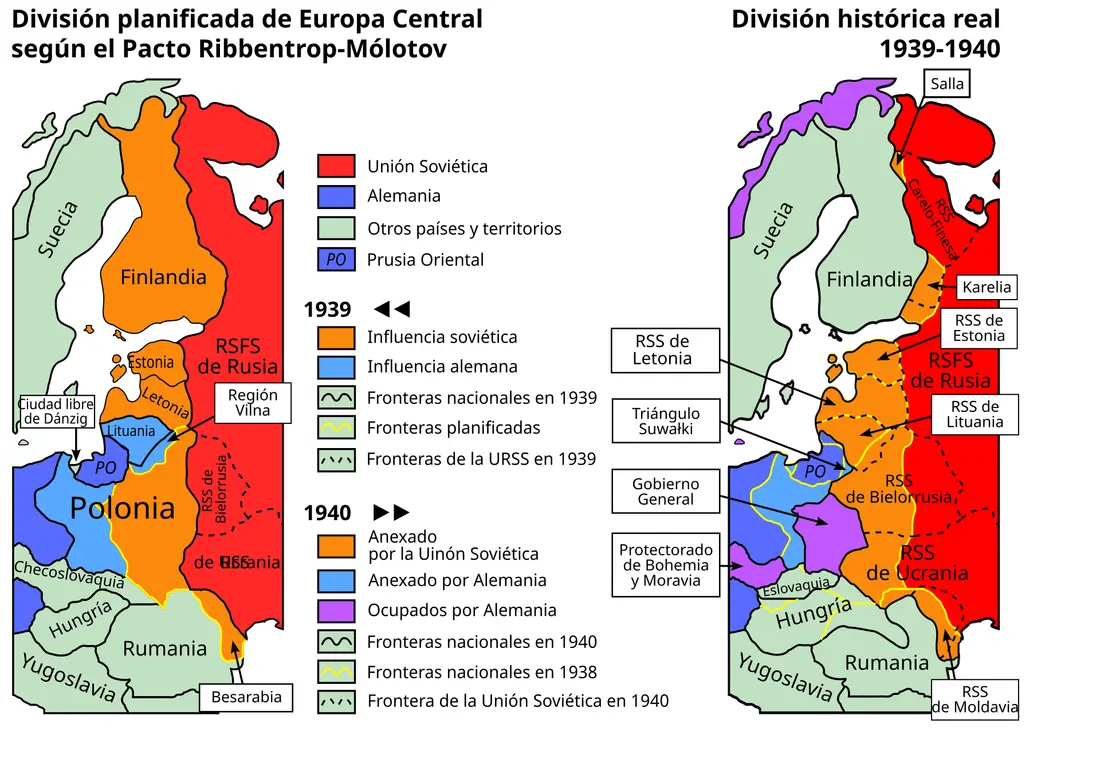 División planificada de Europa Central
según el Pacto Ribbentrop-Mólotov
Suecia
Finlandia
RSFS
de Rusia
Estonia
Letonia
Región
Vilna
Ciudad libre
de Dánzig
Lituania
PO
RSS de
Bielorrusia
Polonia
de Ucrania
Checoslovaquia
Hungría
Rumania
Yugoslavia
Besarabia
Unión Soviética
Alemania
Otros países y territorios
PO
Prusia Oriental
1939 ◀◀
Influencia soviética
Influencia alemana
Fronteras nacionales en 1939
Fronteras planificadas
Fronteras de la URSS en 1939
1940 ▶▶
Anexado
por la Uinón Soviética
Anexado por Alemania
Ocupados por Alemania
Fronteras nacionales en 1940
Fronteras nacionales en 1938
Frontera de la Unión Soviética en 1940
División histórica real
1939-1940
Salla
RSS
Carelo-Finesa
Suecia
Finlandia
Karelia
RSS de
Estonia
RSS de
Letonia
RSFS
de Rusia
RSS de
Lituania
Triángulo
Suwałki
PO
RSS
de Bielorrusia
Gobierno
General
Protectorado
de Bohemia
y Moravia
RSS
de Ucrania
Eslovaquia
Hungría
Rumania
Yugoslavia
RSS
de Moldavia